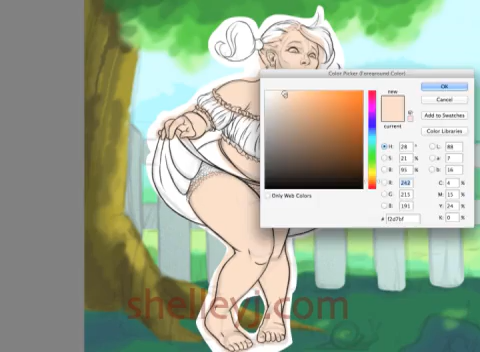 Color Picker (Foreground Color)
new
current
OK
Cancel
Add to Swatches
Color Libraries
H: 28 °
S: 21 %
B: 95 %
R: 242
G: 215
B: 191
L: 88
a: 7
b: 16
C: 4 %
M: 15 %
Y: 24 %
K: 0 %
Only Web Colors
# f2d7bf
shelleyj.com